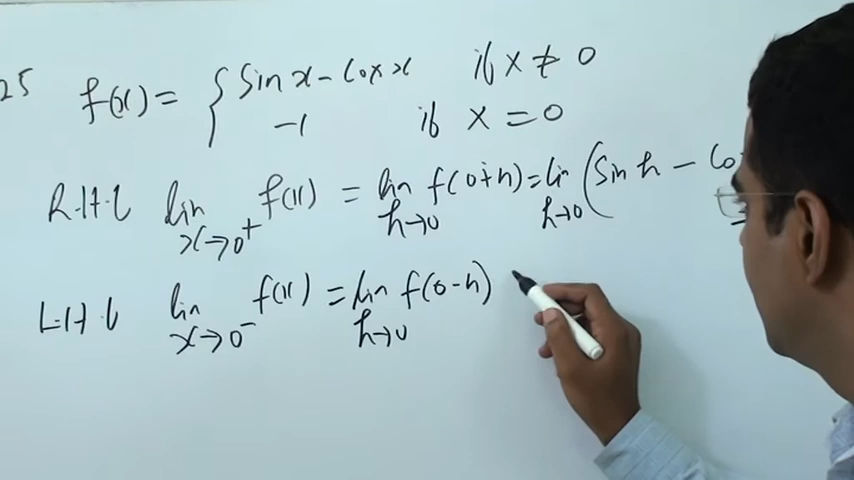 25 f(x) = { Sin x - Cos x if x ≠ 0
-1 if x = 0
R.H.L lim x→0+ f(x) = lim h→0 f(0+h) = lim h→0 (Sin h - Co
L.H.L lim x→0- f(x) = lim h→0 f(0-h)